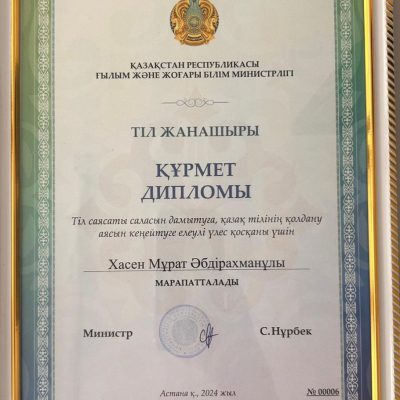 ҚАЗАҚСТАН РЕСПУБЛИКАСЫ
ҒЫЛЫМ ЖӘНЕ ЖОҒАРЫ БІЛІМ МИНИСТРЛІГІ
ТІЛ ЖАНАШЫРЫ
ҚҰРМЕТ
ДИПЛОМЫ
Тіл саясаты саласын дамытуға, қазақ тілінің қолдану
аясын кеңейтуге елеулі үлес қосқаны үшін
Хасен Мұрат Әбдірахманұлы
МАРАПАТТАЛАДЫ
Министр С.Нұрбек
Астана қ., 2024 жыл № 00006